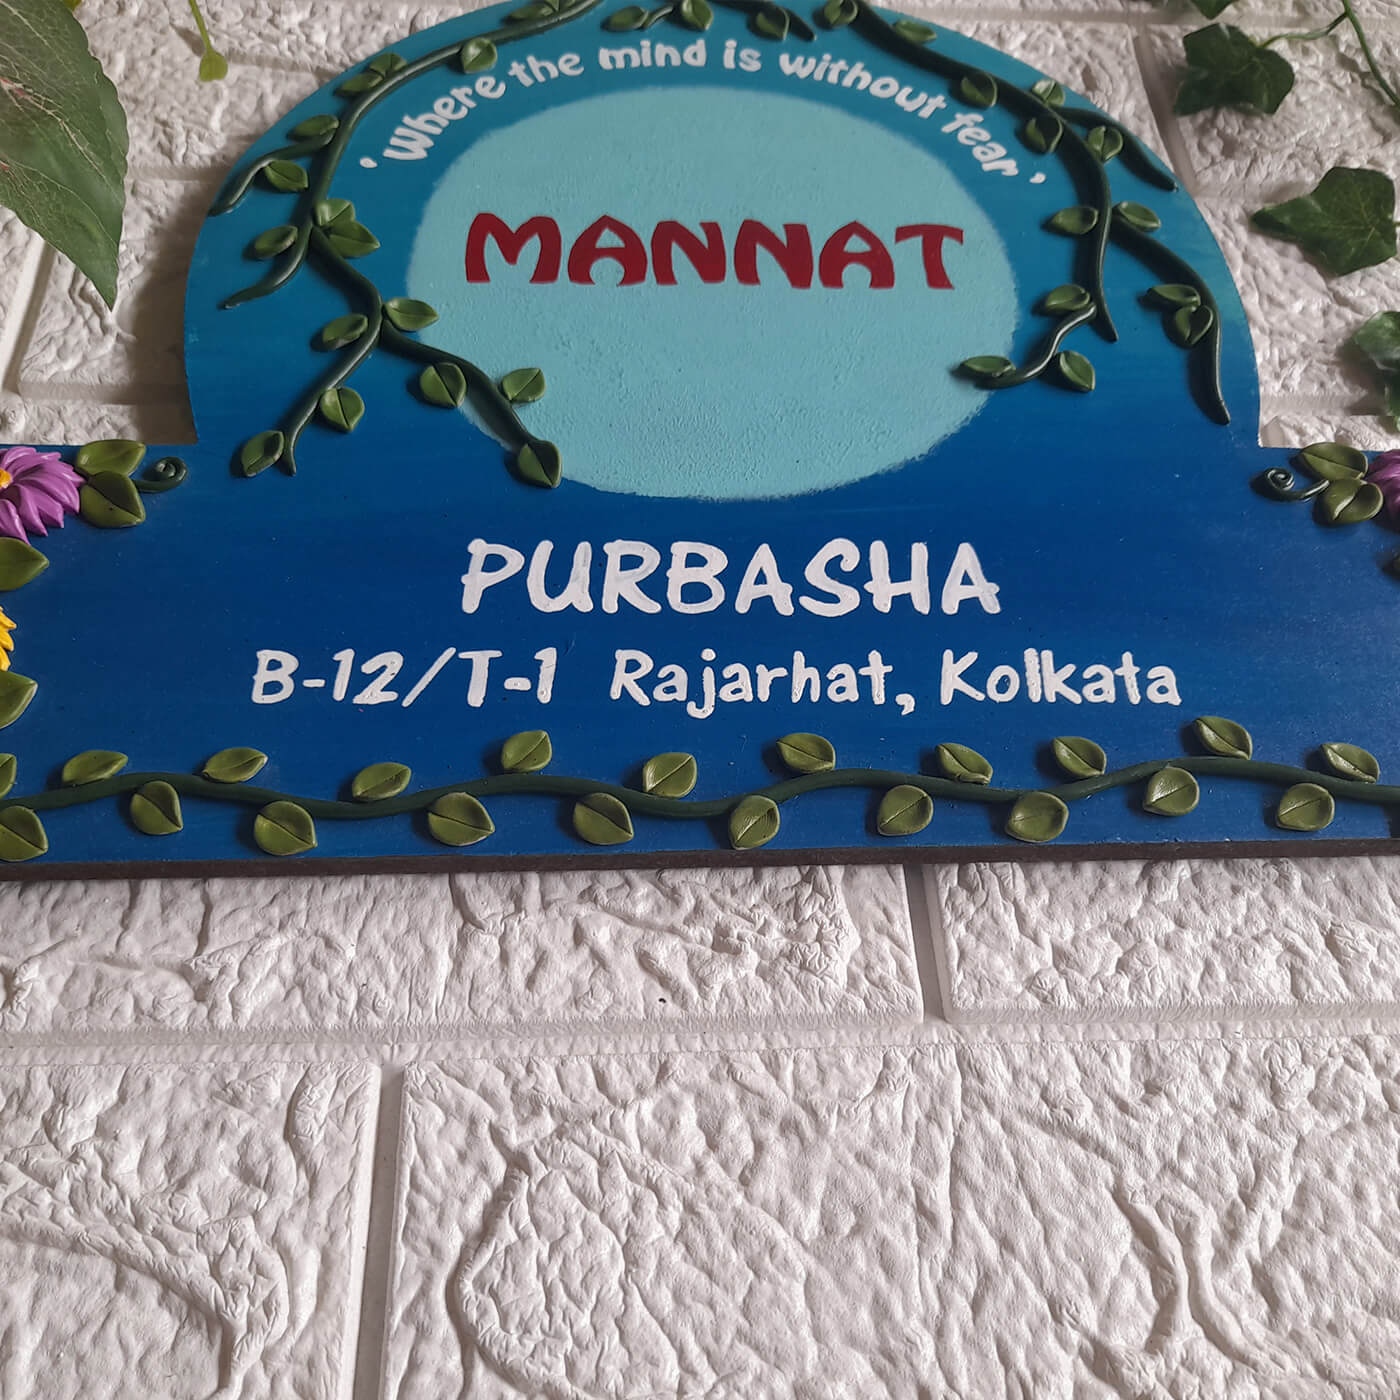 'Where the mind is without fear'
MANNAT
PURBASHA
B-12/T-1 Rajarhat, Kolkata